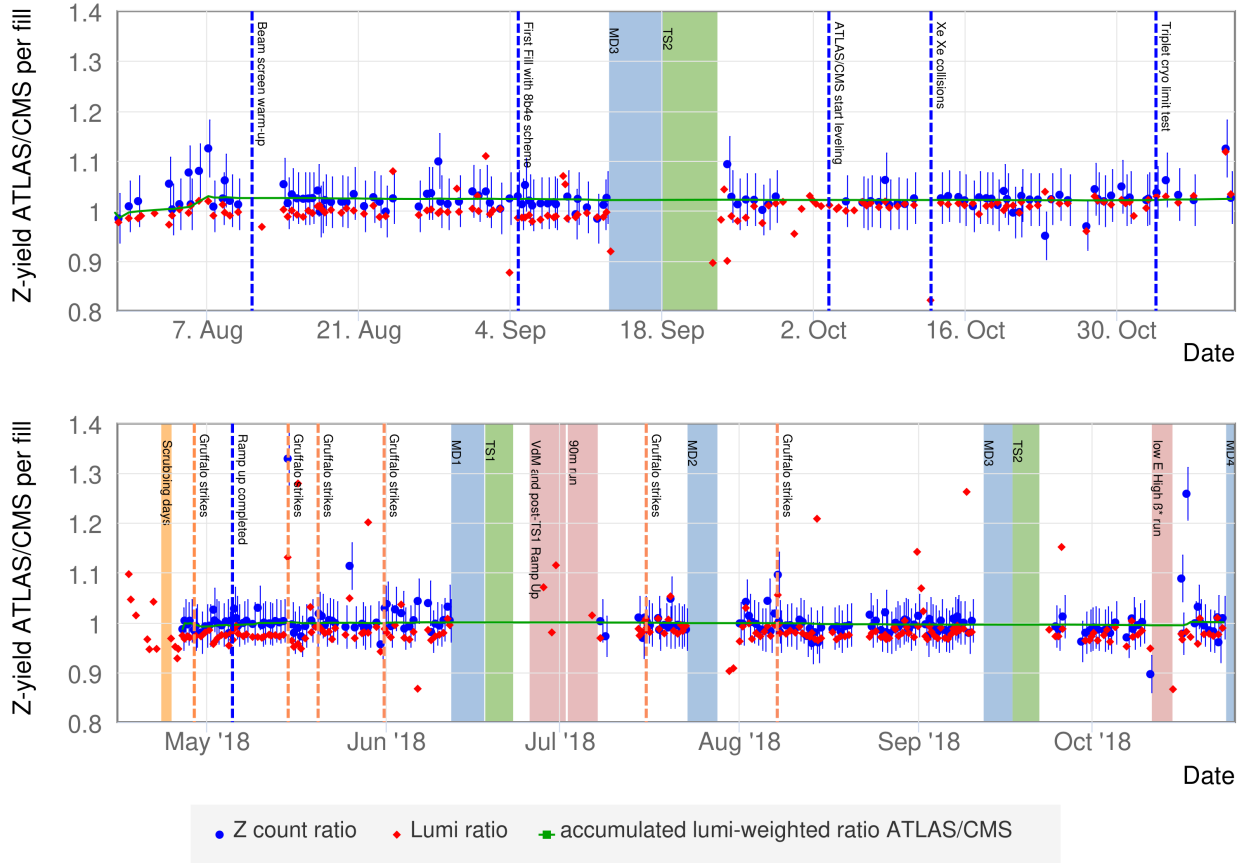 Z-yield ATLAS/CMS per fill
1.4
1.3
1.2
1.1
1
0.9
0.8
Beam screen warm-up
First Fill with 8b4e scheme
MD3
TS2
ATLAS/CMS start leveling
Xe Xe collisions
Triplet cryo limit test
7. Aug
21. Aug
4. Sep
18. Sep
2. Oct
16. Oct
30. Oct
Date
Z-yield ATLAS/CMS per fill
1.4
1.3
1.2
1.1
1
0.9
0.8
Scrubbing days
Gruffalo strikes
Ramp up completed
Gruffalo strikes
Gruffalo strikes
Gruffalo strikes
MD1
TS1
VdM and post-TS1 Ramp Up
90m run
Gruffalo strikes
MD2
Gruffalo strikes
MD3
TS2
low E High β* run
MD4
May '18
Jun '18
Jul '18
Aug '18
Sep '18
Oct '18
Date
Z count ratio
Lumi ratio
accumulated lumi-weighted ratio ATLAS/CMS